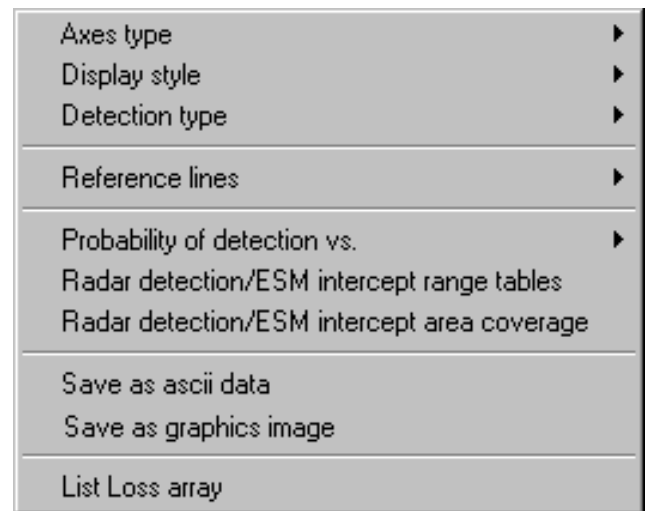 Axes type
Display style
Detection type
Reference lines
Probability of detection vs.
Radar detection/ESM intercept range tables
Radar detection/ESM intercept area coverage
Save as ascii data
Save as graphics image
List Loss array